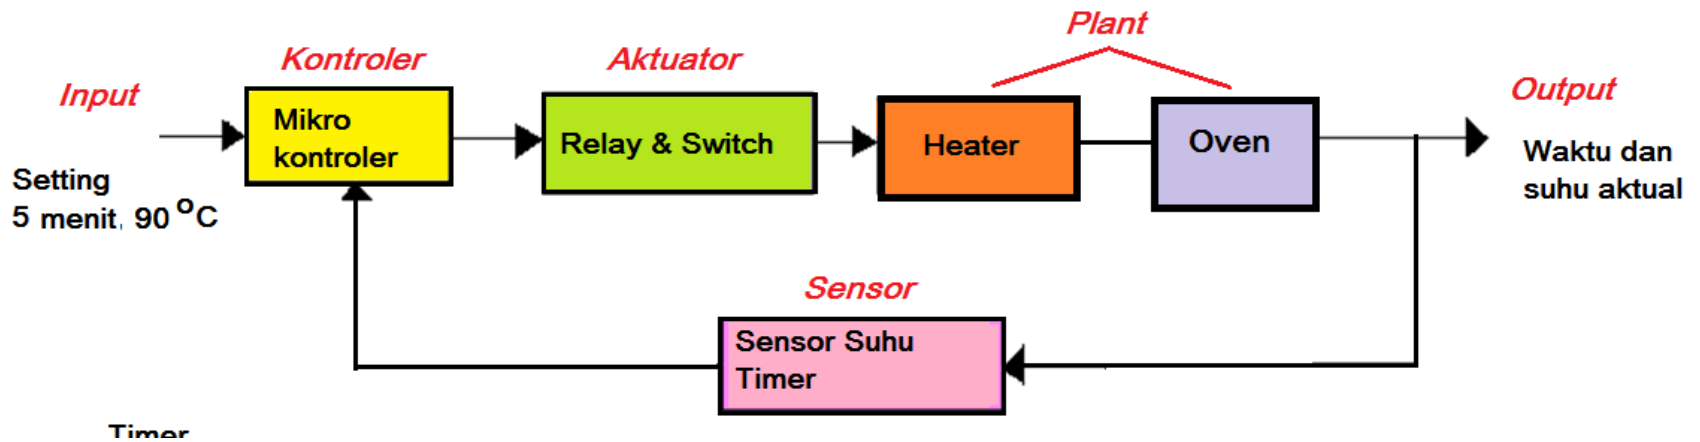 Plant
Kontroler
Aktuator
Input
Output
Mikro
kontroler
Relay & Switch
Heater
Oven
Setting
5 menit, 90 °C
Waktu dan
suhu aktual
Sensor
Sensor Suhu
Timer
Timer